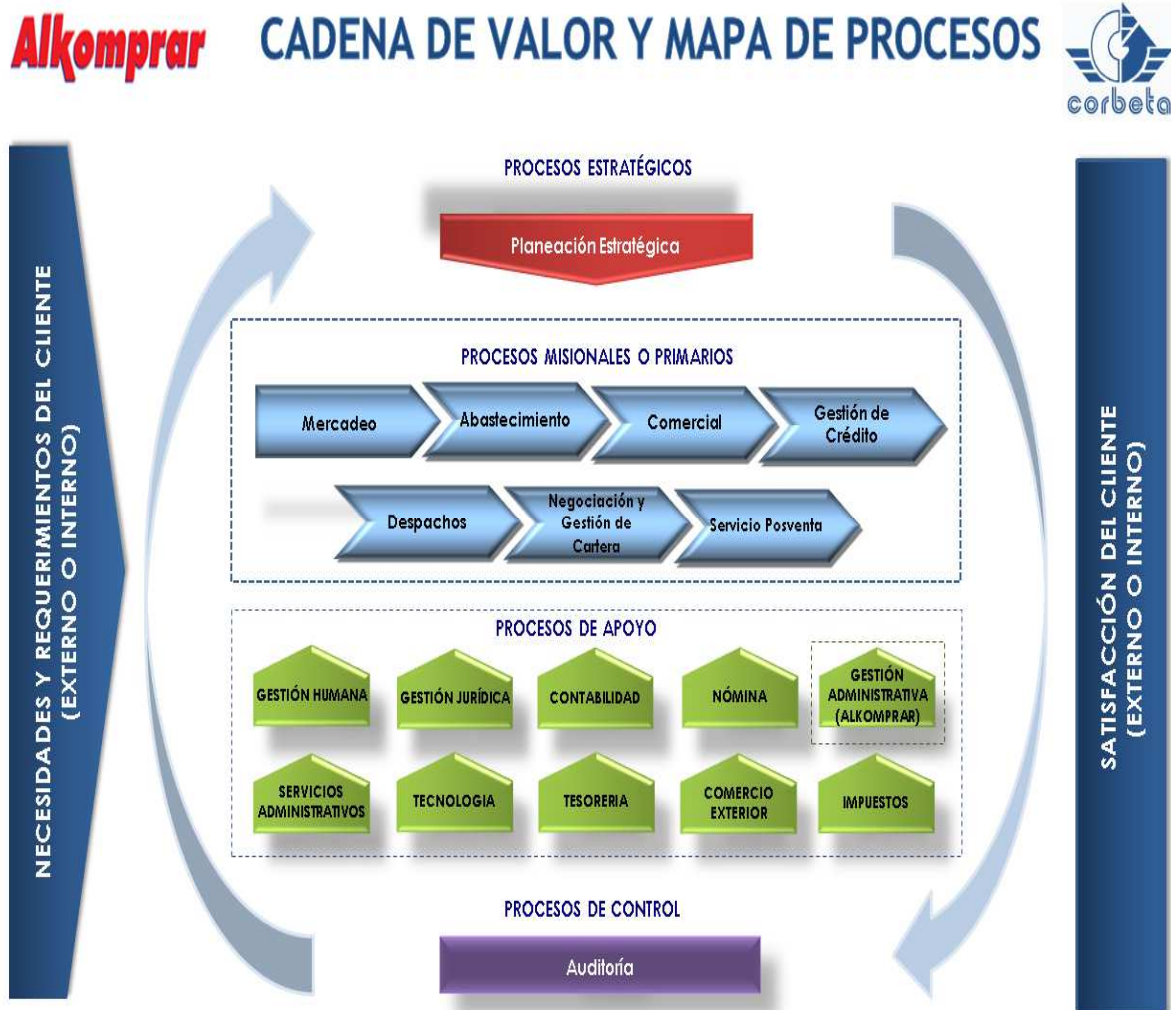 Alkomprar
CADENA DE VALOR Y MAPA DE PROCESOS
corbeta
NECESIDADES Y REQUERIMIENTOS DEL CLIENTE
(EXTERNO O INTERNO)
PROCESOS ESTRATÉGICOS
Planeación Estratégica
PROCESOS MISIONALES O PRIMARIOS
Mercadeo
Abastecimiento
Comercial
Gestión de
Crédito
Despachos
Negociación y
Gestión de
Cartera
Servicio Posventa
PROCESOS DE APOYO
GESTIÓN HUMANA
GESTIÓN JURÍDICA
CONTABILIDAD
NÓMINA
GESTIÓN
ADMINISTRATIVA
(ALKOMPRAR)
SERVICIOS
ADMINISTRATIVOS
TECNOLOGIA
TESORERIA
COMERCIO
EXTERIOR
IMPUESTOS
PROCESOS DE CONTROL
Auditoría
SATISFACCIÓN DEL CLIENTE
(EXTERNO O INTERNO)